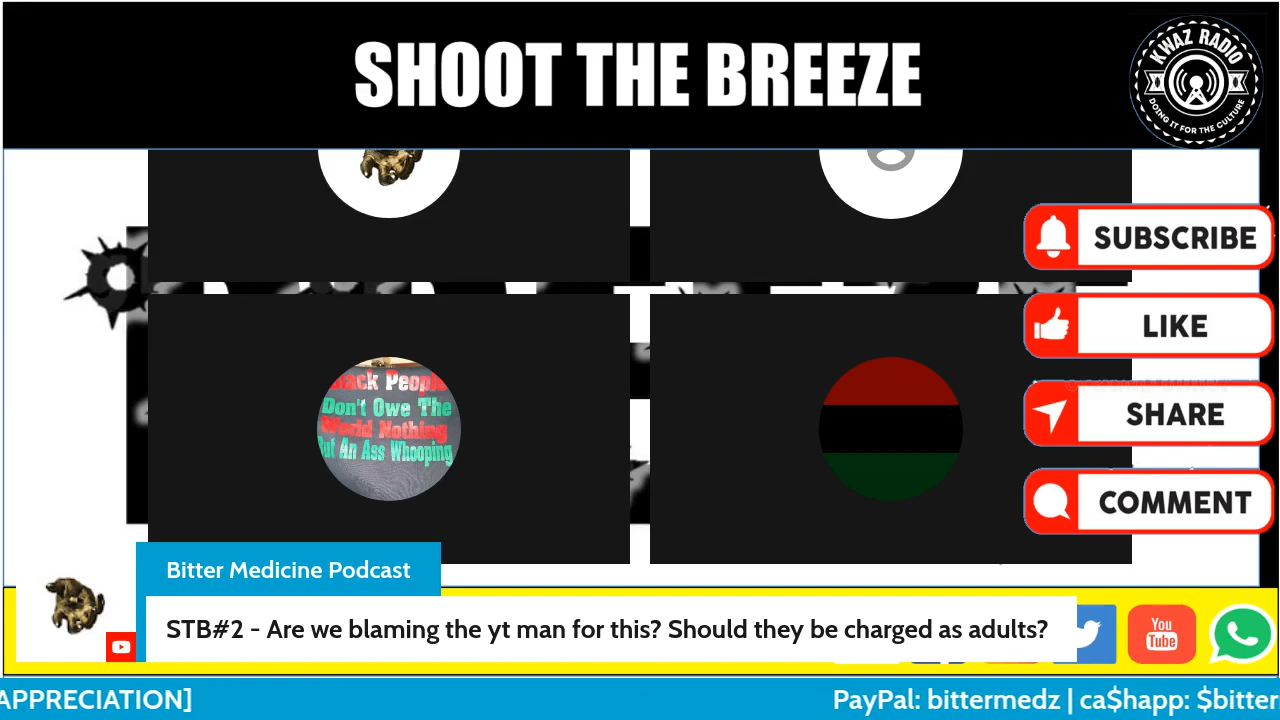 SHOOT THE BREEZE
KWAZ RADIO
DOING IT FOR THE CULTURE
SUBSCRIBE
LIKE
SHARE
COMMENT
Black People
Don't Owe The
World Nothing
But An Ass Whooping
Bitter Medicine Podcast
STB#2 - Are we blaming the yt man for this? Should they be charged as adults?
You
Tube
APPRECIATION]
PayPal: bittermedz | ca$happ: $bitter